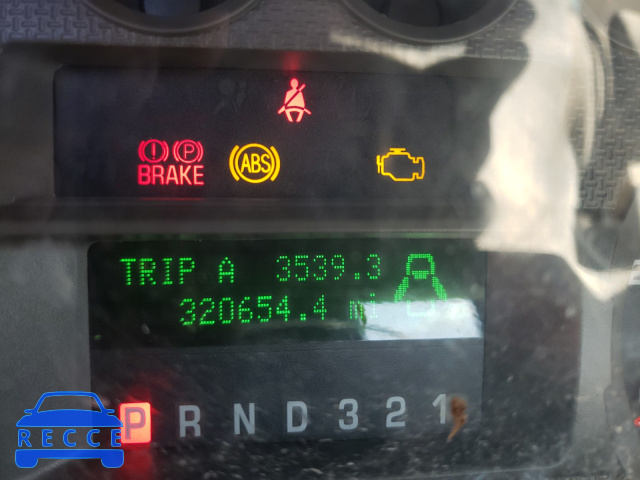 (!) (P)
BRAKE
ABS
TRIP A 3539.3
320654.4 mi
P R N D 3 2 1
RECCE